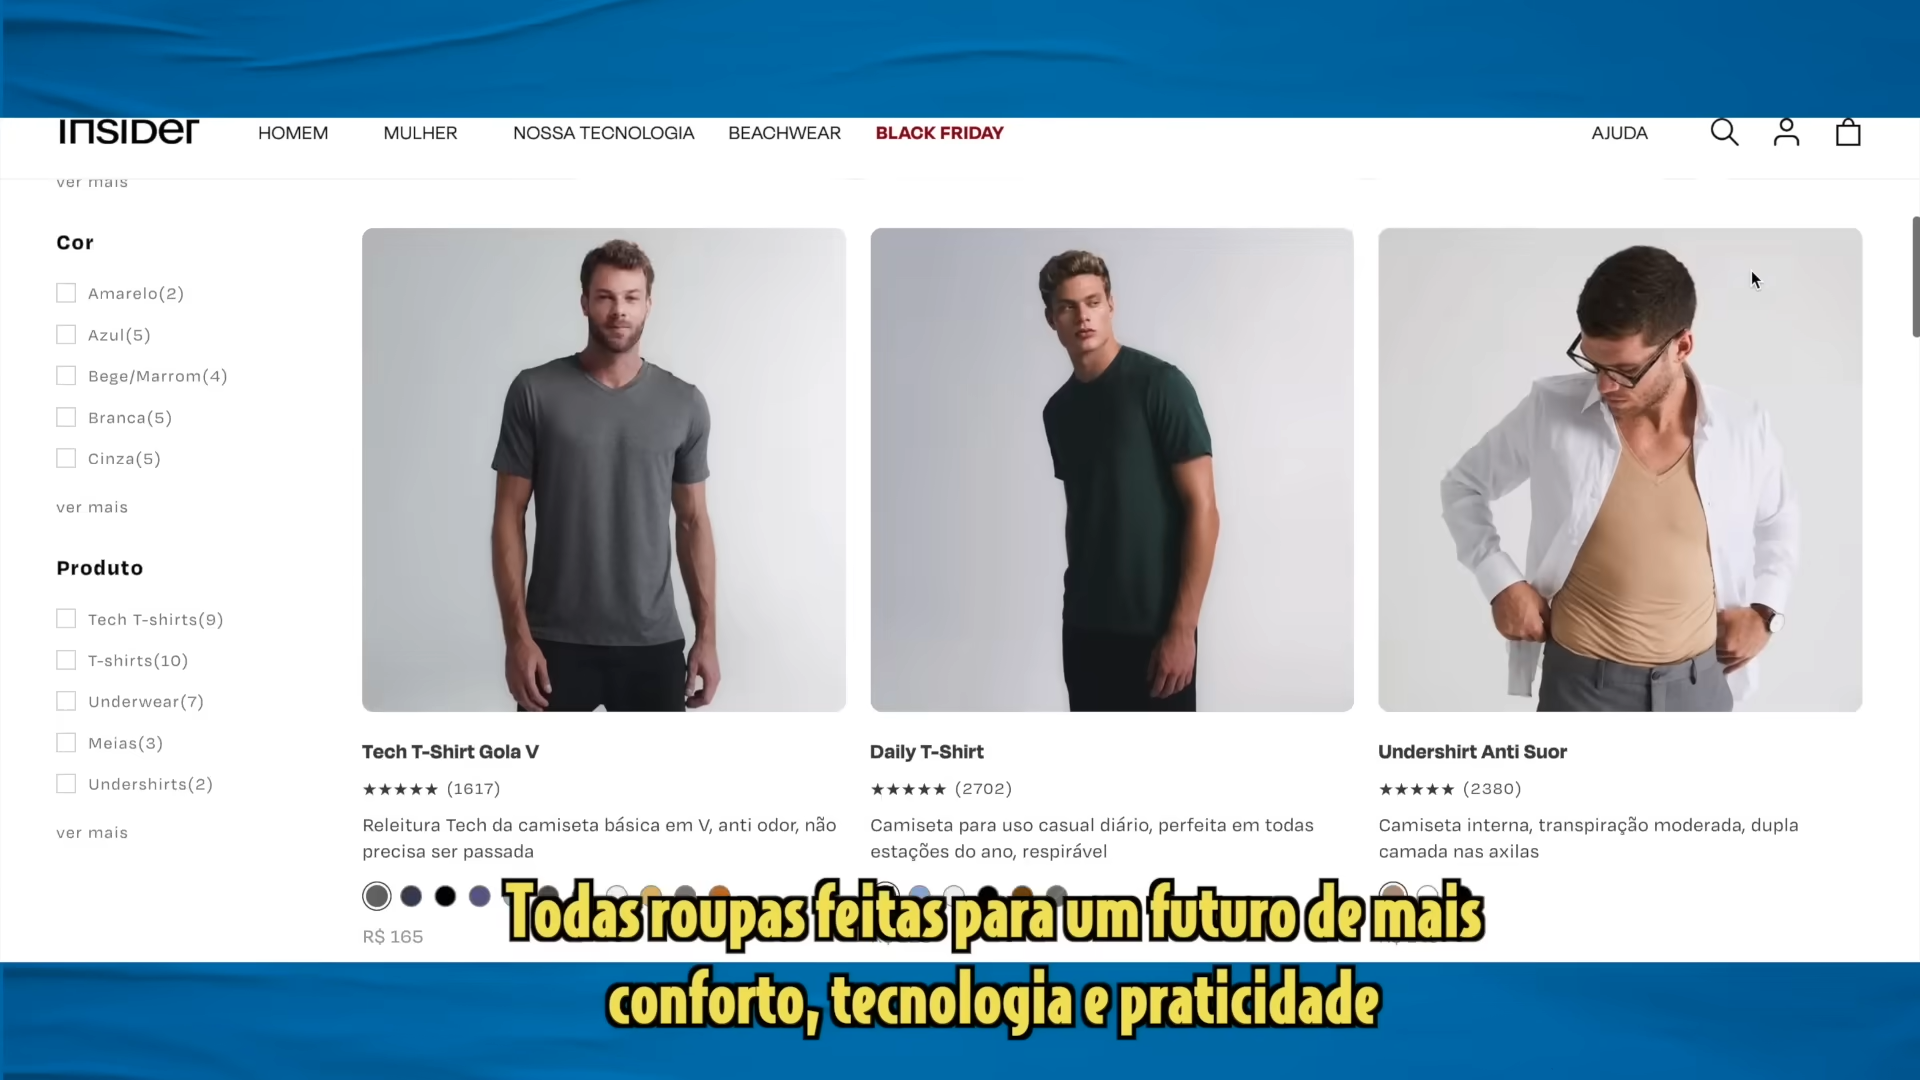 INSIDER
HOMEM
MULHER
NOSSA TECNOLOGIA
BEACHWEAR
BLACK FRIDAY
AJUDA
ver mais
Cor
Amarelo(2)
Azul(5)
Bege/Marrom(4)
Branca(5)
Cinza(5)
ver mais
Produto
Tech T-shirts(9)
T-shirts(10)
Underwear(7)
Meias(3)
Undershirts(2)
ver mais
Tech T-Shirt Gola V
★★★★★ (1617)
Releitura Tech da camiseta básica em V, anti odor, não
precisa ser passada
R$ 165
Daily T-Shirt
★★★★★ (2702)
Camiseta para uso casual diário, perfeita em todas
estações do ano, respirável
Undershirt Anti Suor
★★★★★ (2380)
Camiseta interna, transpiração moderada, dupla
camada nas axilas
Todas roupas feitas para um futuro de mais
conforto, tecnologia e praticidade